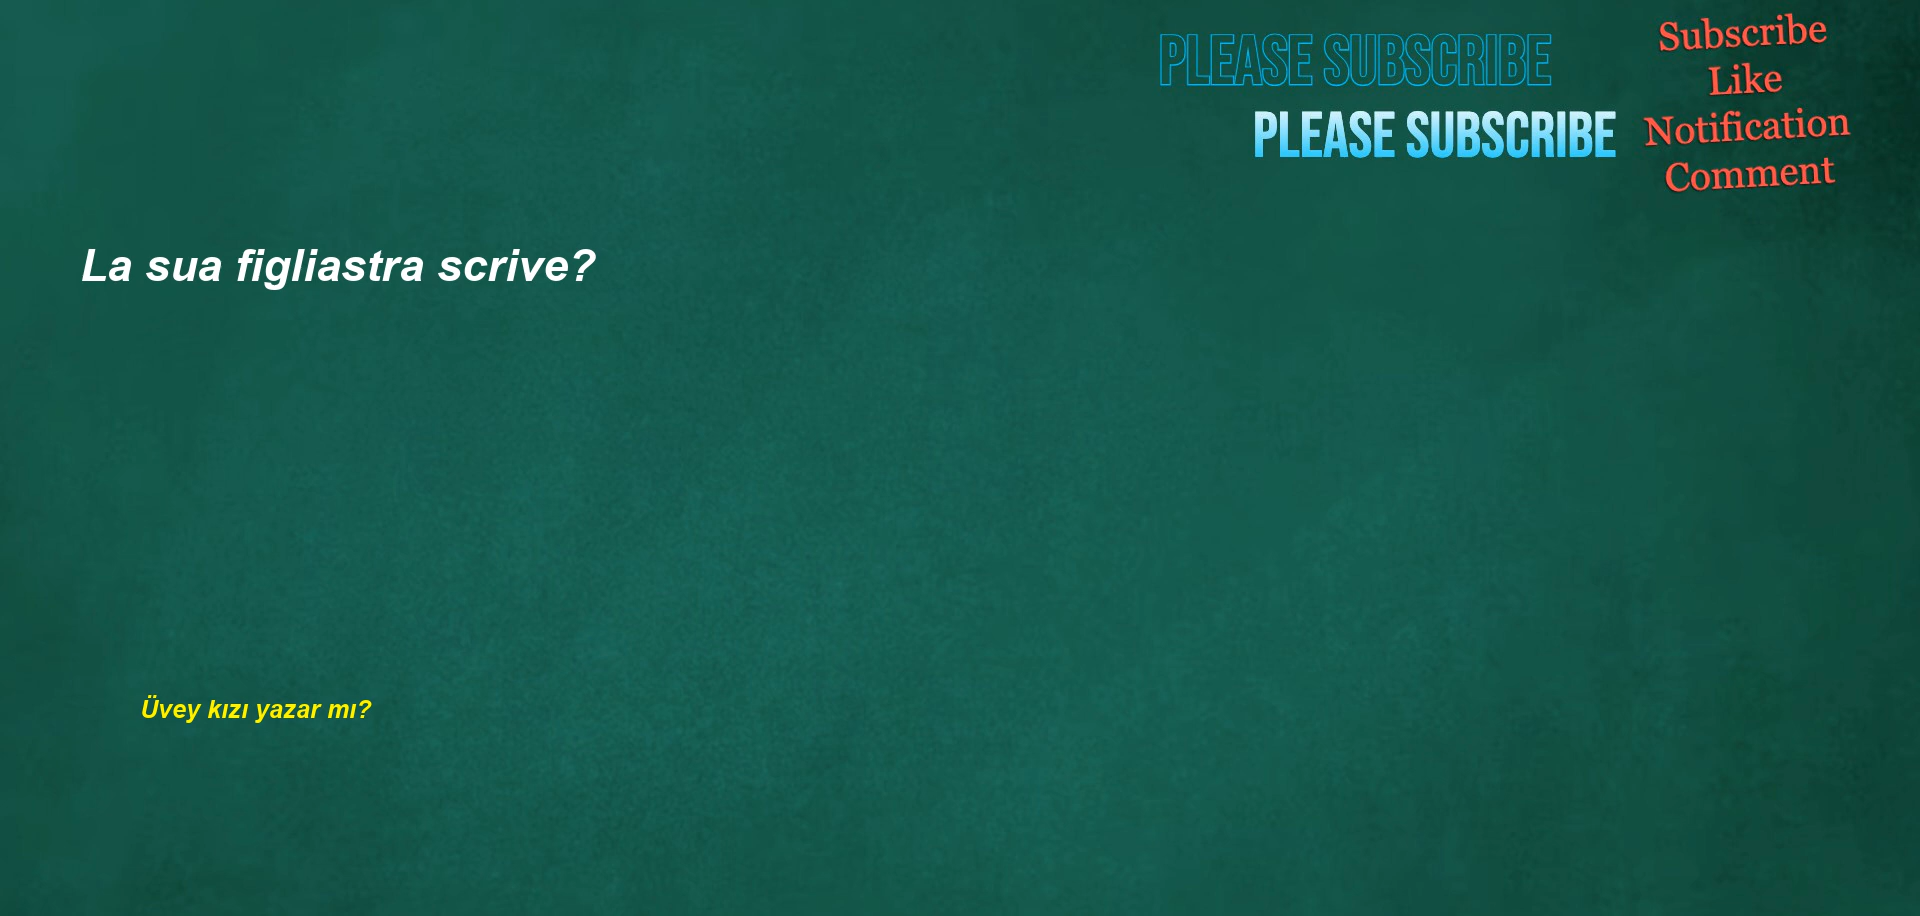 PLEASE SUBSCRIBE
PLEASE SUBSCRIBE
Subscribe
Like
Notification
Comment
La sua figliastra scrive?
Üvey kızı yazar mı?